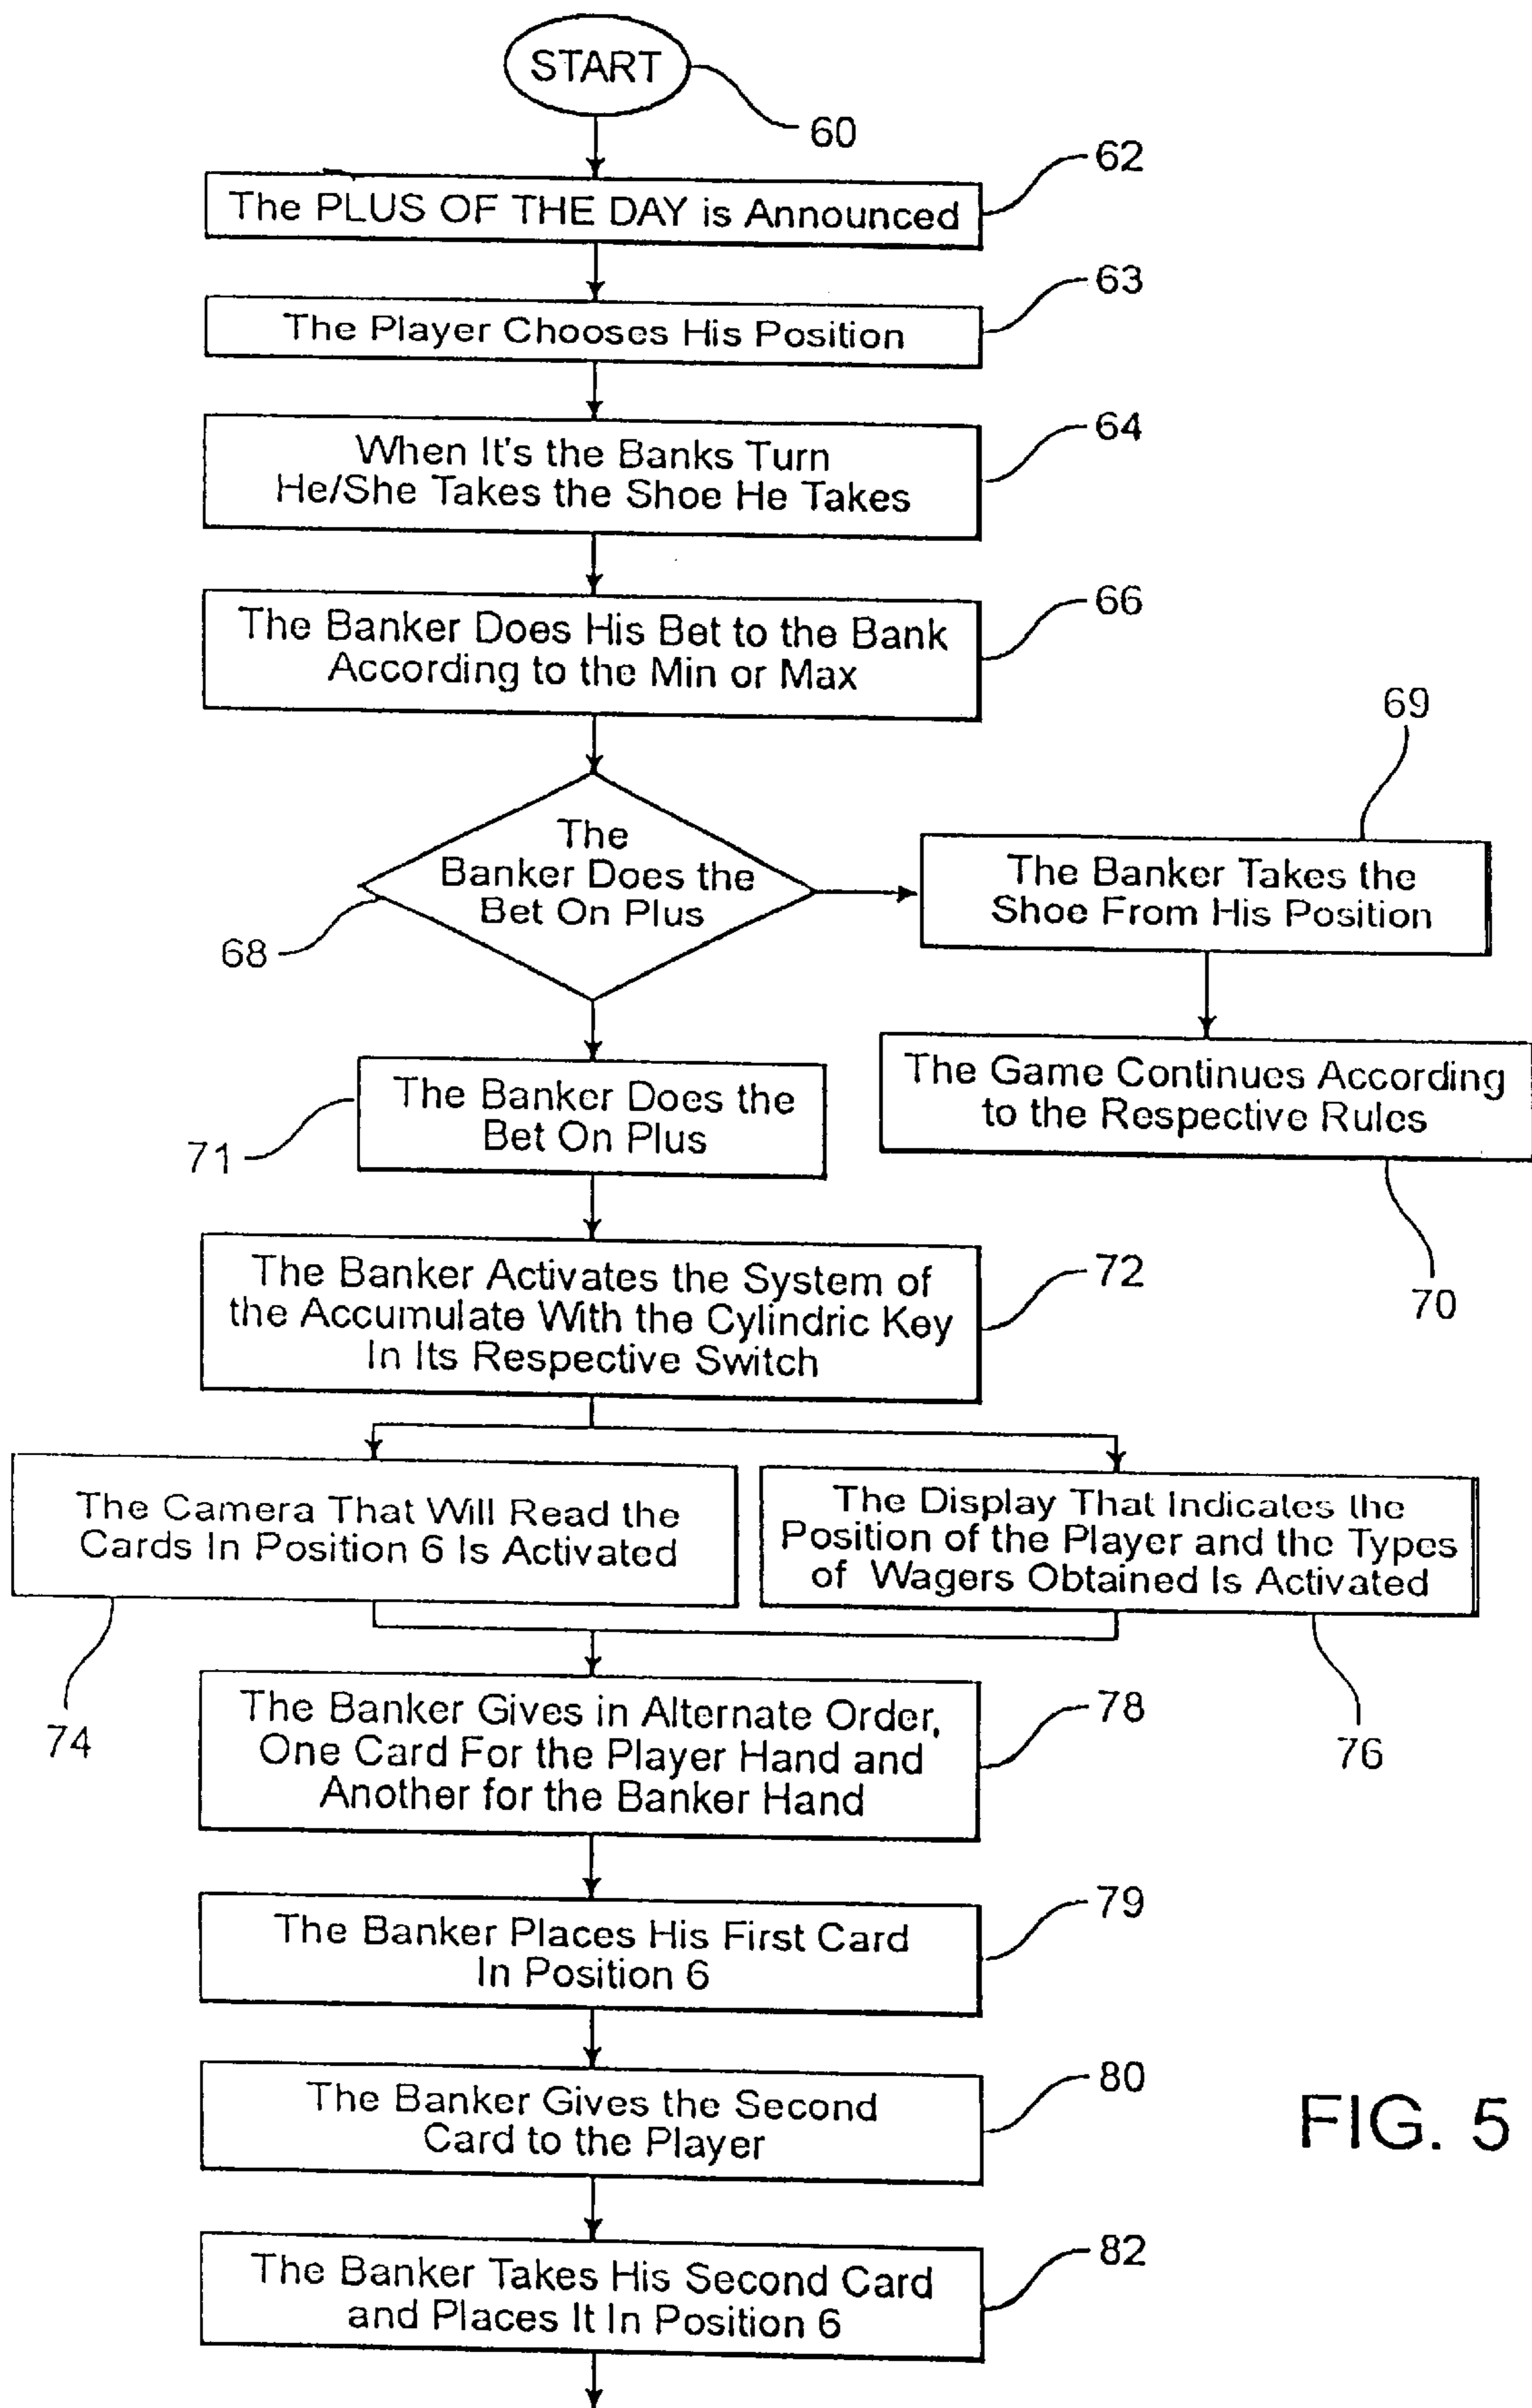 START
60
The PLUS OF THE DAY is Announced
62
The Player Chooses His Position
63
When It's the Banks Turn
He/She Takes the Shoe He Takes
64
The Banker Does His Bet to the Bank
According to the Min or Max
66
The
Banker Does the
Bet On Plus
68
69
The Banker Takes the
Shoe From His Position
The Game Continues According
to the Respective Rules
70
The Banker Does the
Bet On Plus
71
The Banker Activates the System of
the Accumulate With the Cylindric Key
In Its Respective Switch
72
The Camera That Will Read the
Cards In Position 6 Is Activated
74
The Display That Indicates the
Position of the Player and the Types
of Wagers Obtained Is Activated
76
The Banker Gives in Alternate Order,
One Card For the Player Hand and
Another for the Banker Hand
78
The Banker Places His First Card
In Position 6
79
The Banker Gives the Second
Card to the Player
80
The Banker Takes His Second Card
and Places It In Position 6
82
FIG. 5